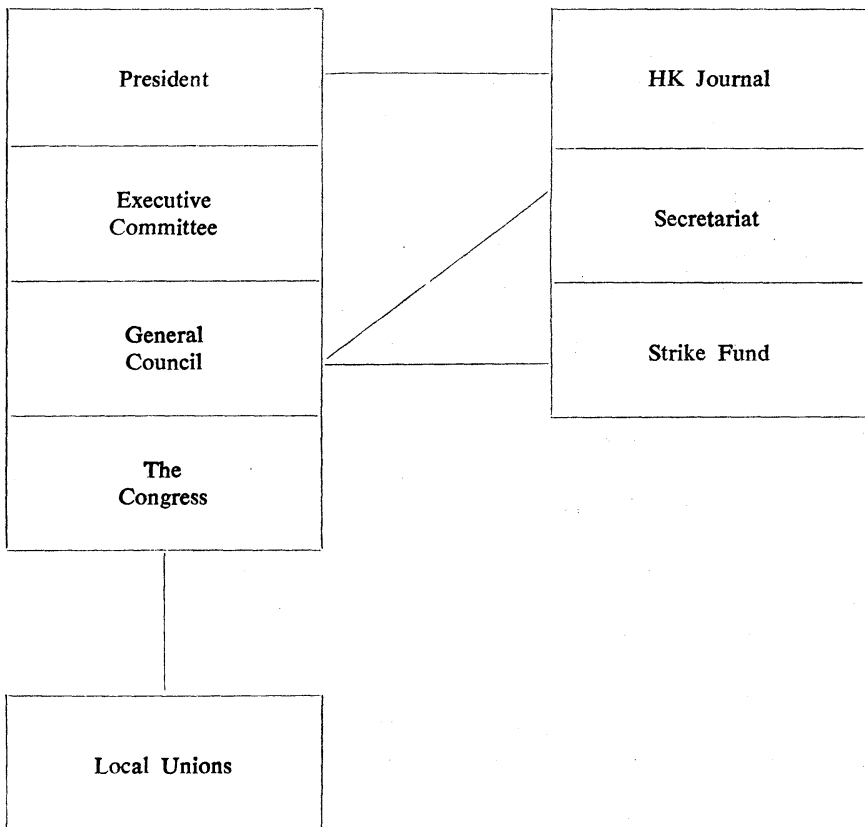 President
Executive
Committee
General
Council
The
Congress
Local Unions
HK Journal
Secretariat
Strike Fund